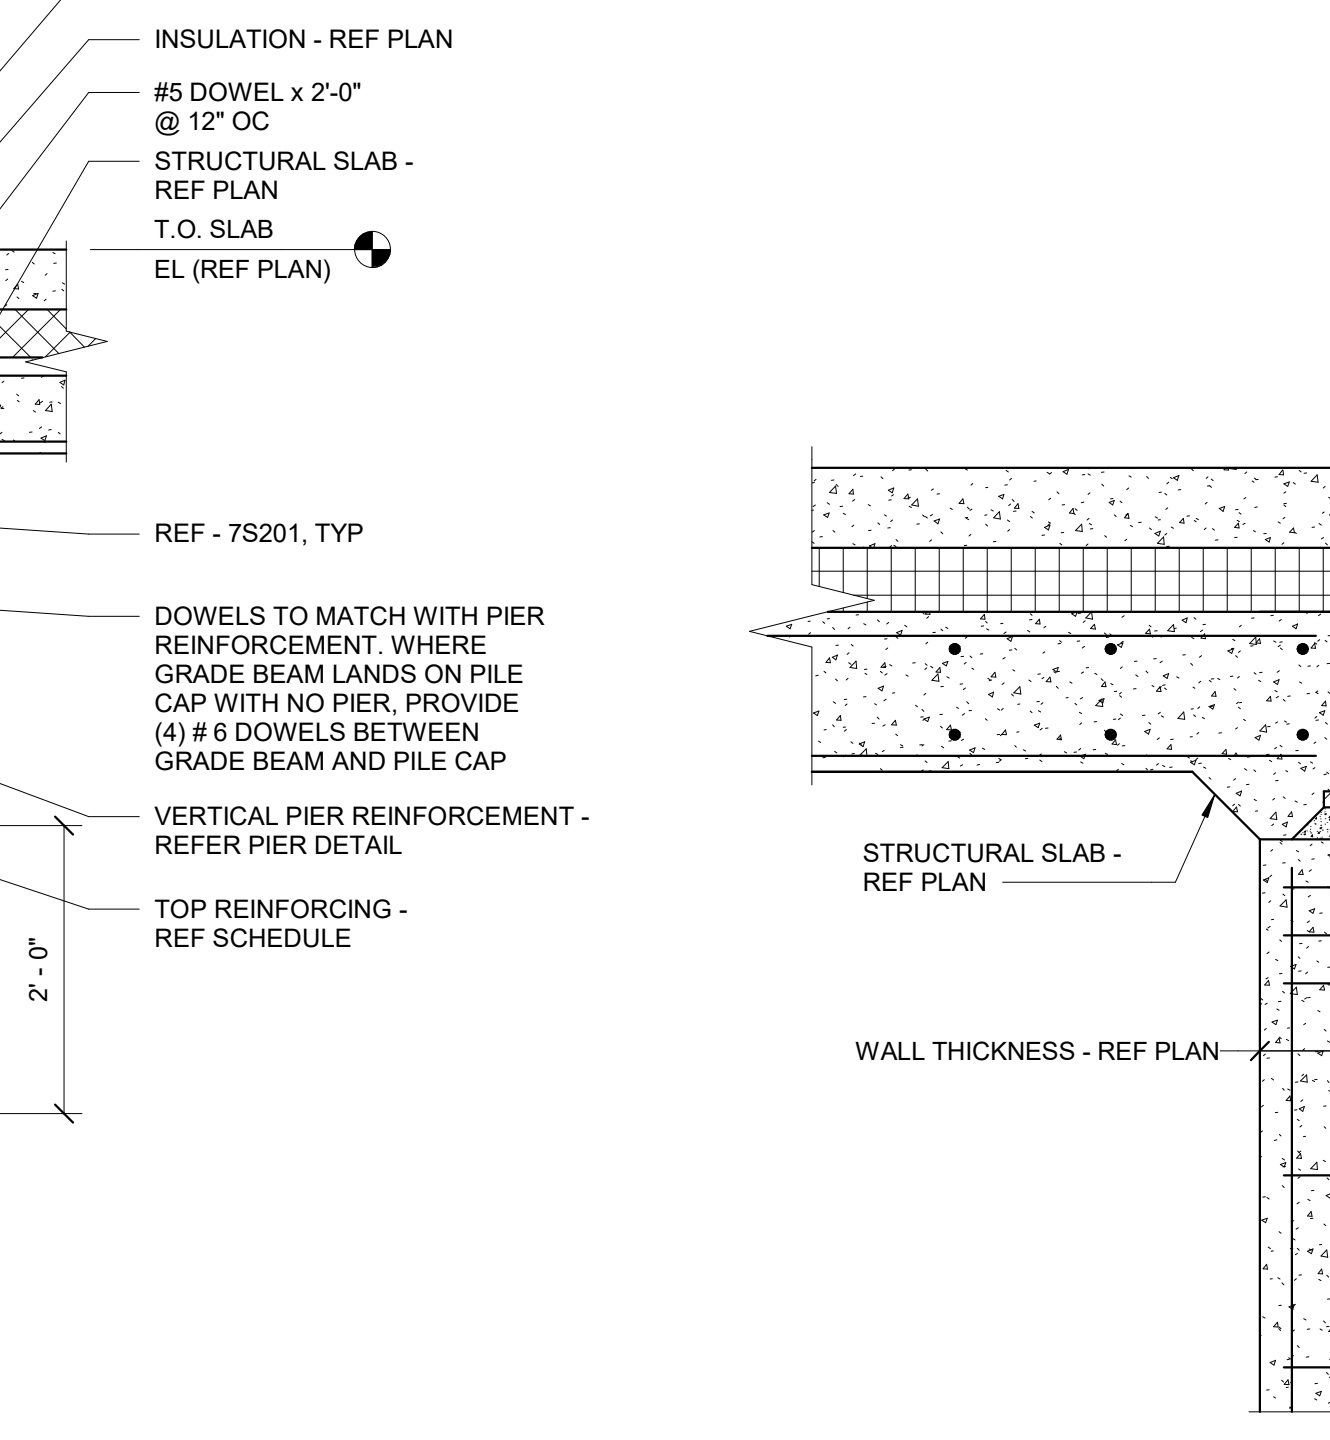 INSULATION - REF PLAN
#5 DOWEL x 2'-0"
@ 12" OC
STRUCTURAL SLAB -
REF PLAN
T.O. SLAB
EL (REF PLAN)
REF - 7S201, TYP
DOWELS TO MATCH WITH PIER
REINFORCEMENT. WHERE
GRADE BEAM LANDS ON PILE
CAP WITH NO PIER, PROVIDE
(4) # 6 DOWELS BETWEEN
GRADE BEAM AND PILE CAP
VERTICAL PIER REINFORCEMENT -
REFER PIER DETAIL
TOP REINFORCING -
REF SCHEDULE
2' - 0"
STRUCTURAL SLAB -
REF PLAN
WALL THICKNESS - REF PLAN